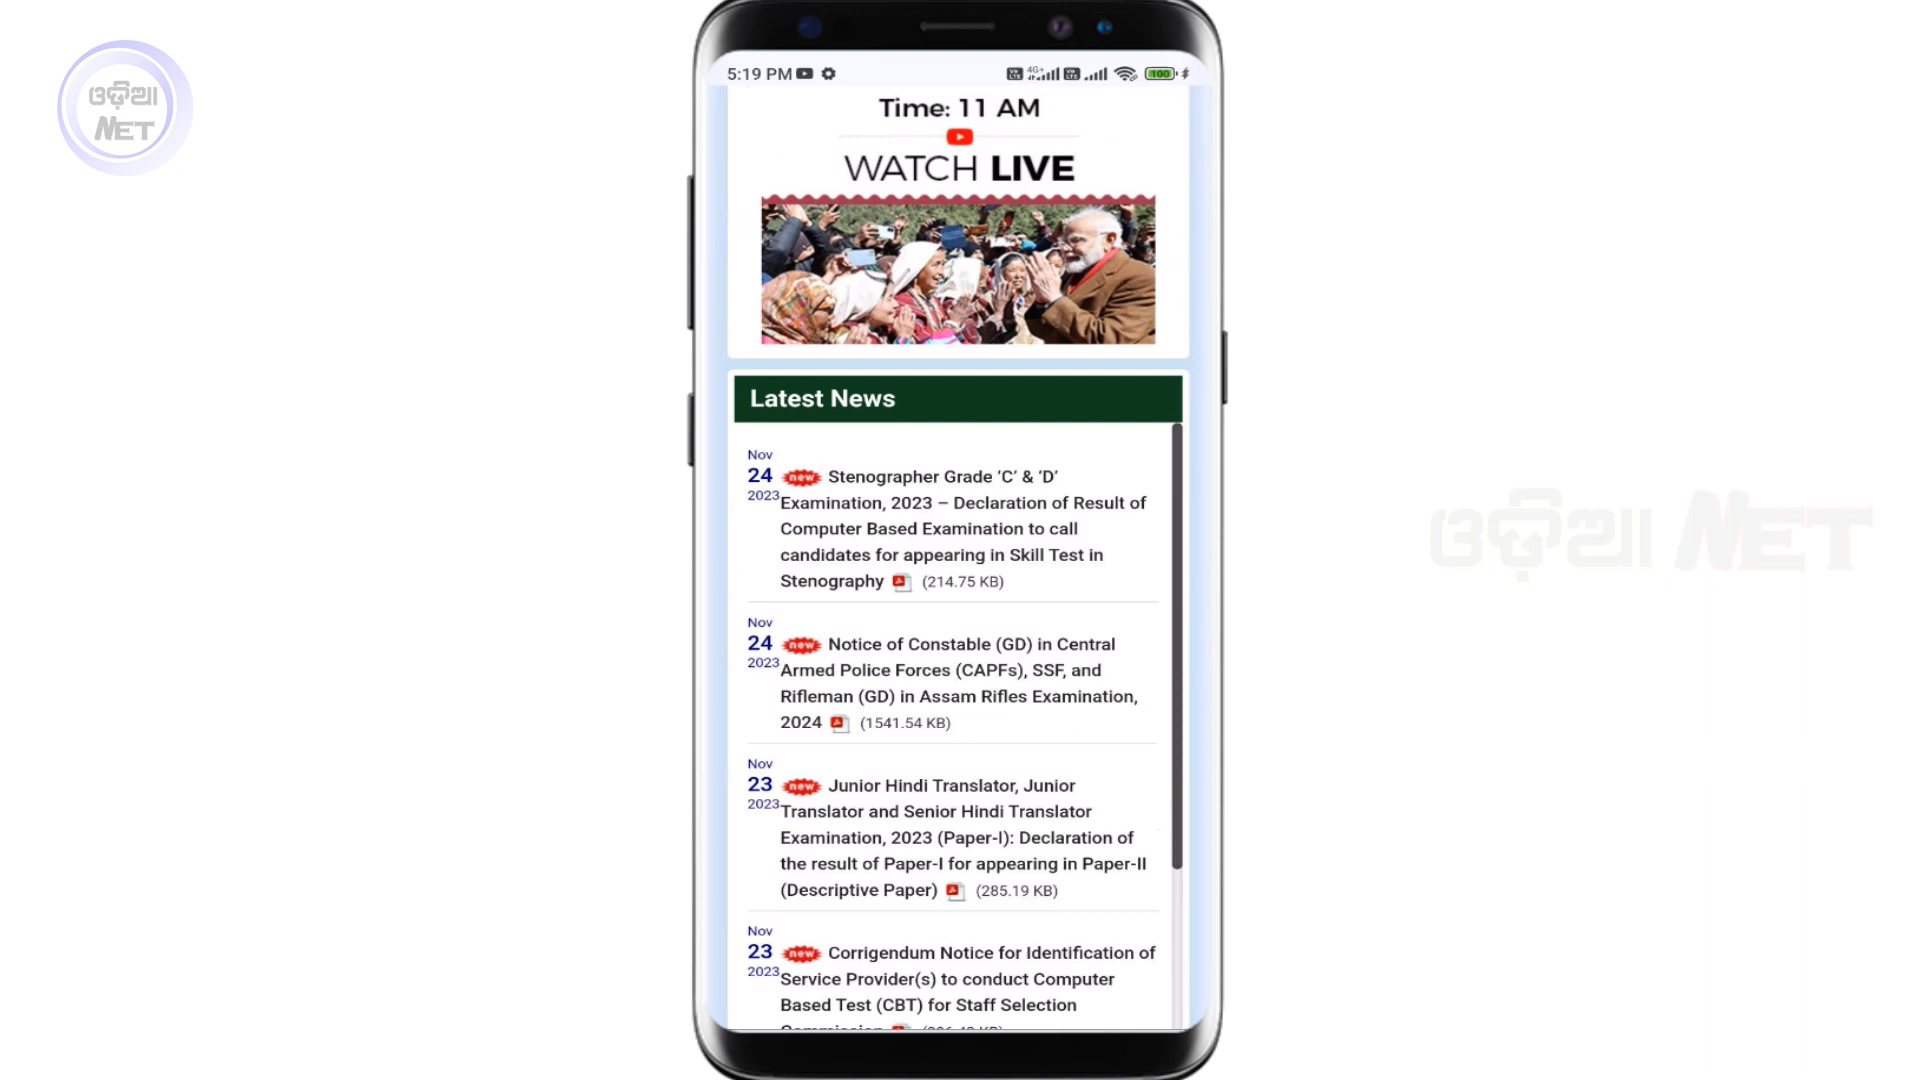 ଓଡ଼ିଆ
NET
5:19 PM
4G+
100
Time: 11 AM
WATCH LIVE
Latest News
Nov
24
2023
new Stenographer Grade ‘C’ & ‘D’
Examination, 2023 – Declaration of Result of
Computer Based Examination to call
candidates for appearing in Skill Test in
Stenography (214.75 KB)
Nov
24
2023
new Notice of Constable (GD) in Central
Armed Police Forces (CAPFs), SSF, and
Rifleman (GD) in Assam Rifles Examination,
2024 (1541.54 KB)
Nov
23
2023
new Junior Hindi Translator, Junior
Translator and Senior Hindi Translator
Examination, 2023 (Paper-I): Declaration of
the result of Paper-I for appearing in Paper-II
(Descriptive Paper) (285.19 KB)
Nov
23
2023
new Corrigendum Notice for Identification of
Service Provider(s) to conduct Computer
Based Test (CBT) for Staff Selection
ଓଡ଼ିଆ NET